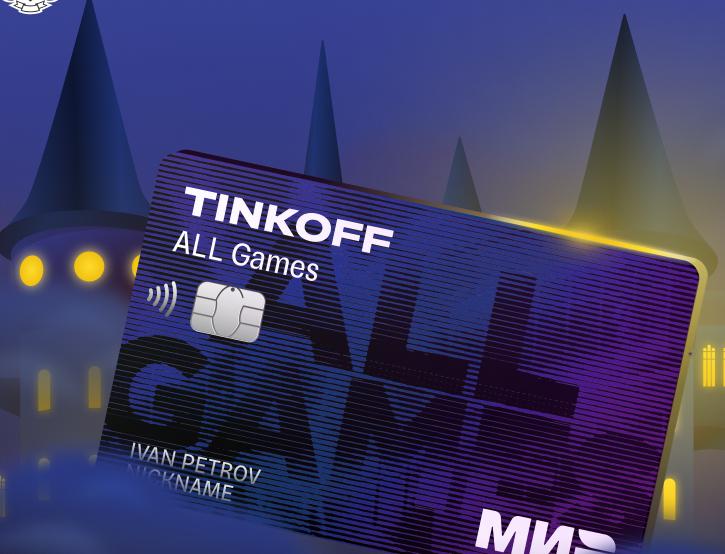 TINKOFF
ALL Games
ALL
GAMES
IVAN PETROV
NICKNAME
МИР